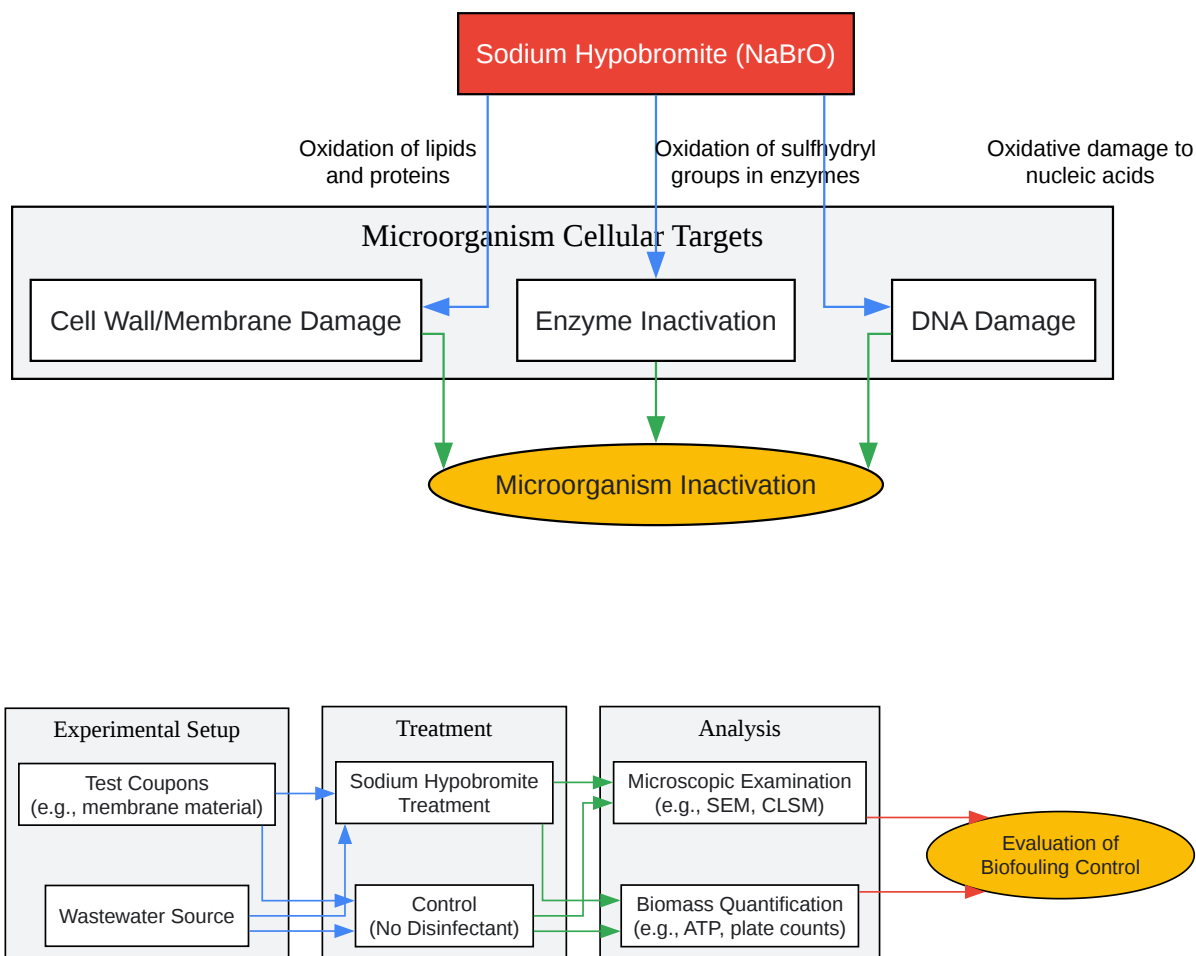 Sodium Hypobromite (NaBrO)
Oxidation of lipids
and proteins
Oxidation of sulfhydryl
groups in enzymes
Oxidative damage to
nucleic acids
Microorganism Cellular Targets
Cell Wall/Membrane Damage
Enzyme Inactivation
DNA Damage
Microorganism Inactivation
Experimental Setup
Test Coupons
(e.g., membrane material)
Wastewater Source
Treatment
Sodium Hypobromite
Treatment
Control
(No Disinfectant)
Analysis
Microscopic Examination
(e.g., SEM, CLSM)
Biomass Quantification
(e.g., ATP, plate counts)
Evaluation of
Biofouling Control